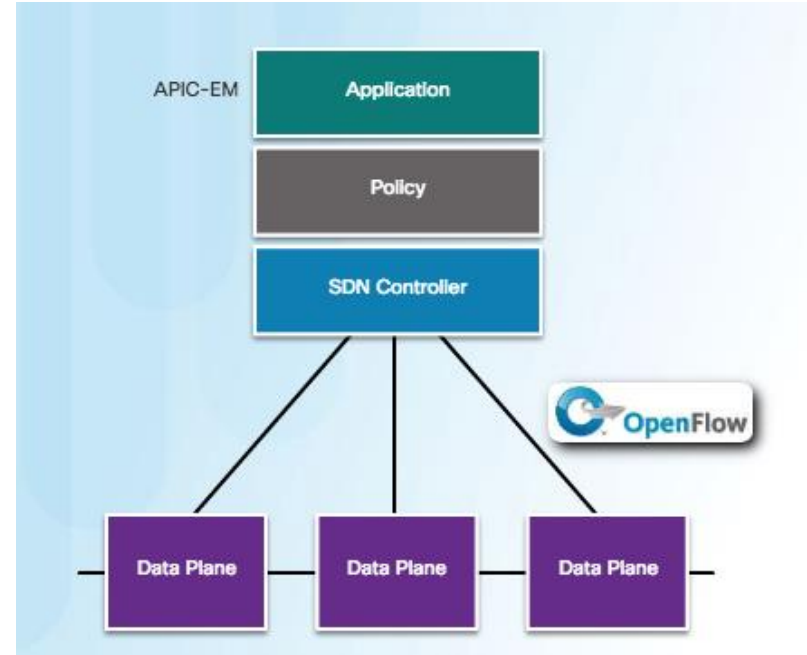 APIC-EM
Application
Policy
SDN Controller
OpenFlow
Data Plane
Data Plane
Data Plane